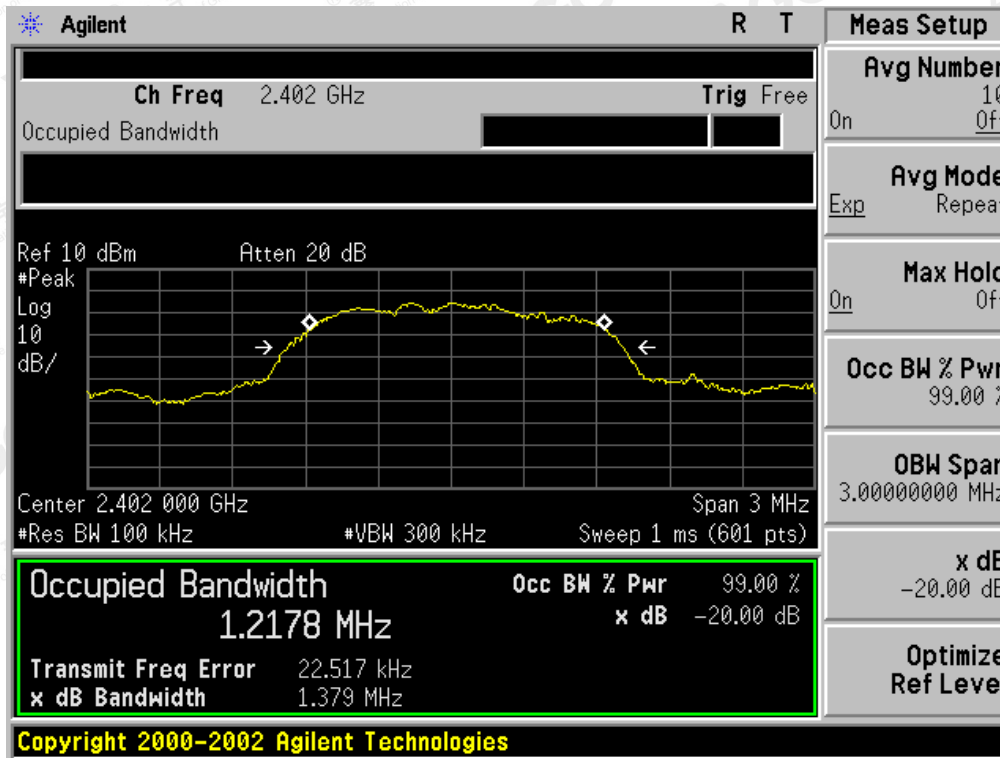 Agilent R T
Ch Freq 2.402 GHz Trig Free
Occupied Bandwidth
Ref 10 dBm Atten 20 dB
#Peak
Log
10
dB/
Center 2.402 000 GHz Span 3 MHz
#Res BW 100 kHz #VBW 300 kHz Sweep 1 ms (601 pts)
Occupied Bandwidth Occ BW % Pwr 99.00 %
1.2178 MHz x dB -20.00 dB
Transmit Freq Error 22.517 kHz
x dB Bandwidth 1.379 MHz
Copyright 2000-2002 Agilent Technologies
Meas Setup
Avg Number
10
On Off
Avg Mode
Exp Repeat
Max Hold
On Off
Occ BW % Pwr
99.00 %
OBW Span
3.00000000 MHz
x dB
-20.00 dB
Optimize
Ref Level